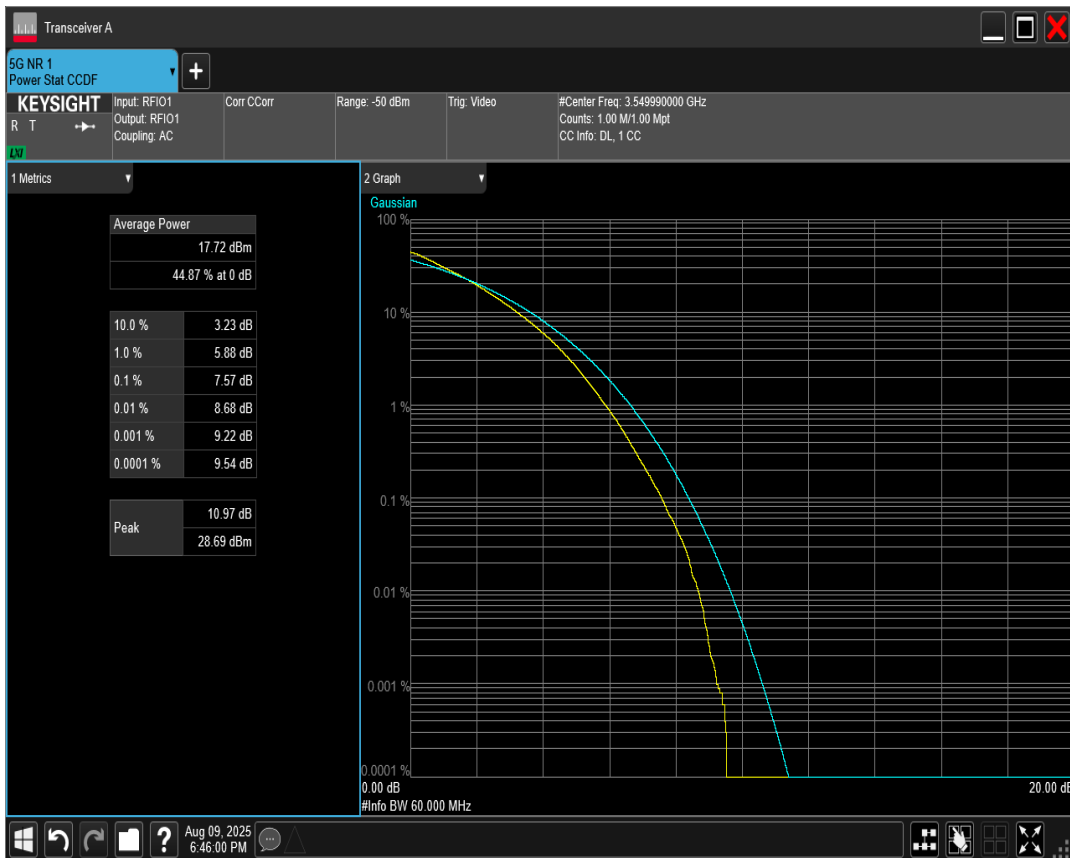 Transceiver A
5G NR 1
Power Stat CCDF
KEYSIGHT
R T
LXI
Input: RFIO1
Output: RFIO1
Coupling: AC
Corr CCorr
Range: -50 dBm
Trig: Video
#Center Freq: 3.549990000 GHz
Counts: 1.00 M/1.00 Mpt
CC Info: DL, 1 CC
1 Metrics
Average Power
17.72 dBm
44.87 % at 0 dB
10.0 % 3.23 dB
1.0 % 5.88 dB
0.1 % 7.57 dB
0.01 % 8.68 dB
0.001 % 9.22 dB
0.0001 % 9.54 dB
Peak
10.97 dB
28.69 dBm
2 Graph
Gaussian
100 %
10 %
1 %
0.1 %
0.01 %
0.001 %
0.0001 %
0.00 dB
20.00 dB
#Info BW 60.000 MHz
?
Aug 09, 2025
6:46:00 PM